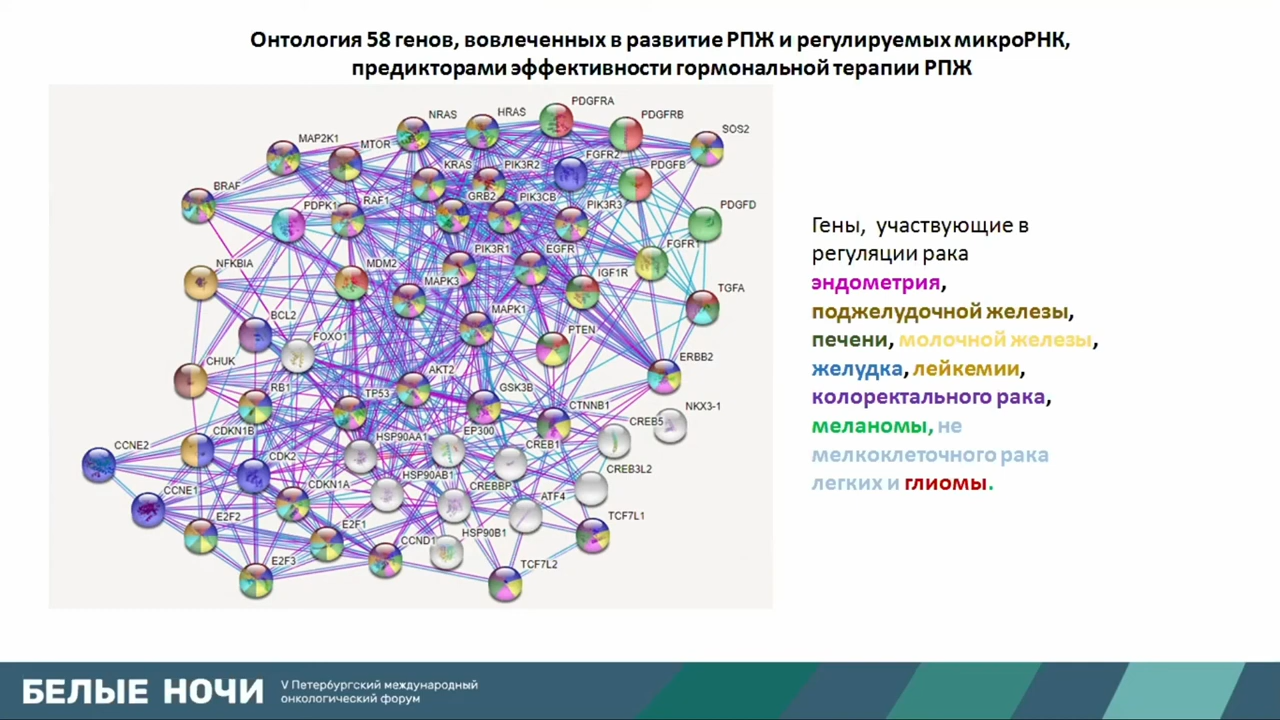 Онтология 58 генов, вовлеченных в развитие РПЖ и регулируемых микроРНК,
предикторами эффективности гормональной терапии РПЖ
PDGFRA
NRAS
HRAS
PDGFRB
SOS2
MAP2K1
MTOR
FGFR2
KRAS
PIK3R2
PDGFB
BRAF
GRB2
PIK3CB
PIK3R3
PDGFD
PDPK1
RAF1
FGFR1
PIK3R1
EGFR
NFKBIA
MDM2
IGF1R
MAPK3
TGFA
BCL2
MAPK1
FOXO1
PTEN
CHUK
AKT2
ERBB2
RB1
TP53
GSK3B
CTNNB1
NKX3-1
CREB5
CDKN1B
HSP90AA1
EP300
CREB1
CCNE2
CDK2
HSP90AB1
CREB3L2
CCNE1
CDKN1A
CREBBP
ATF4
E2F2
E2F1
TCF7L1
CCND1
HSP90B1
E2F3
TCF7L2
Гены, участвующие в
регуляции рака
эндометрия,
поджелудочной железы,
печени, молочной железы,
желудка, лейкемии,
колоректального рака,
меланомы, не
мелкоклеточного рака
легких и глиомы.
БЕЛЫЕ НОЧИ
V Петербургский международный
онкологический форум